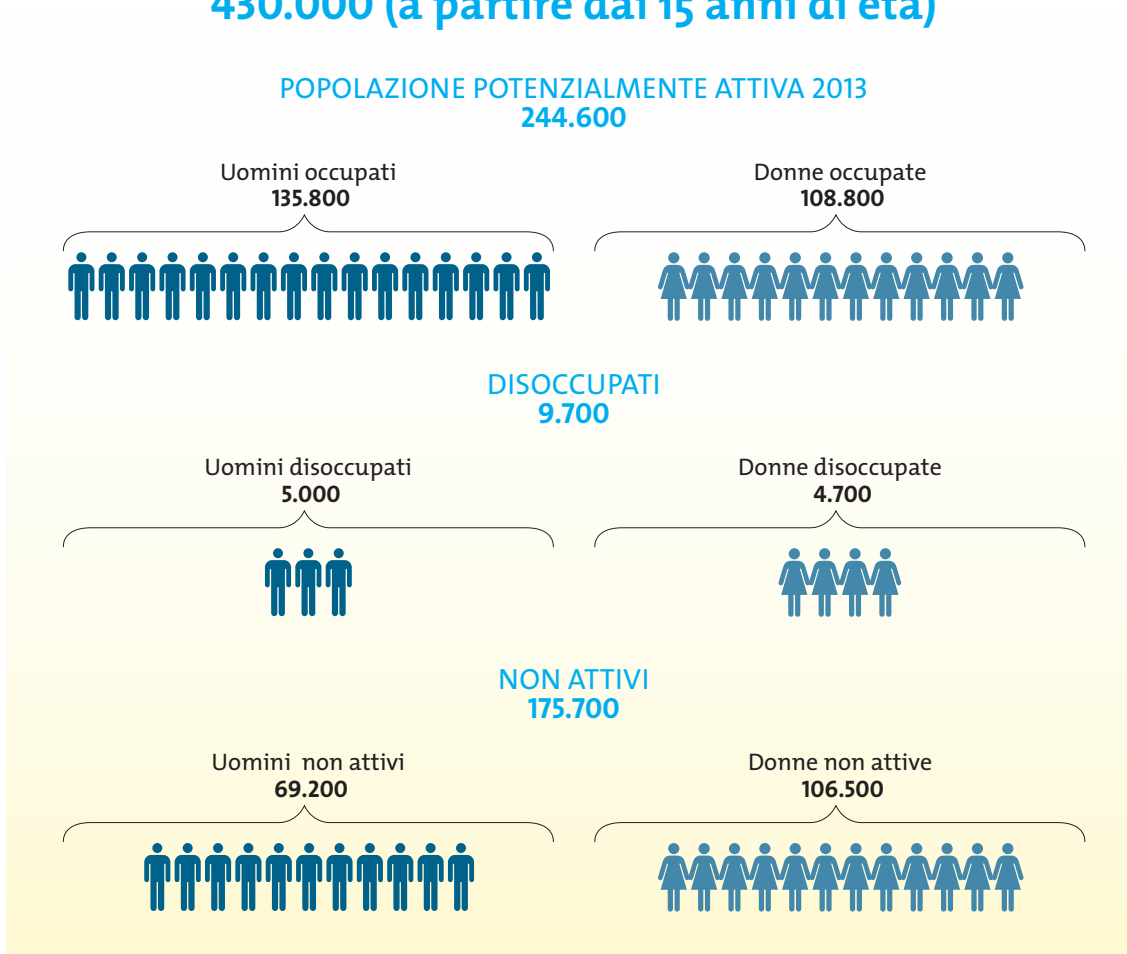 430.000 (a partire dai 15 anni di età)
POPOLAZIONE POTENZIALMENTE ATTIVA 2013
244.600
Uomini occupati
135.800
Donne occupate
108.800
DISOCCUPATI
9.700
Uomini disoccupati
5.000
Donne disoccupate
4.700
NON ATTIVI
175.700
Uomini non attivi
69.200
Donne non attive
106.500